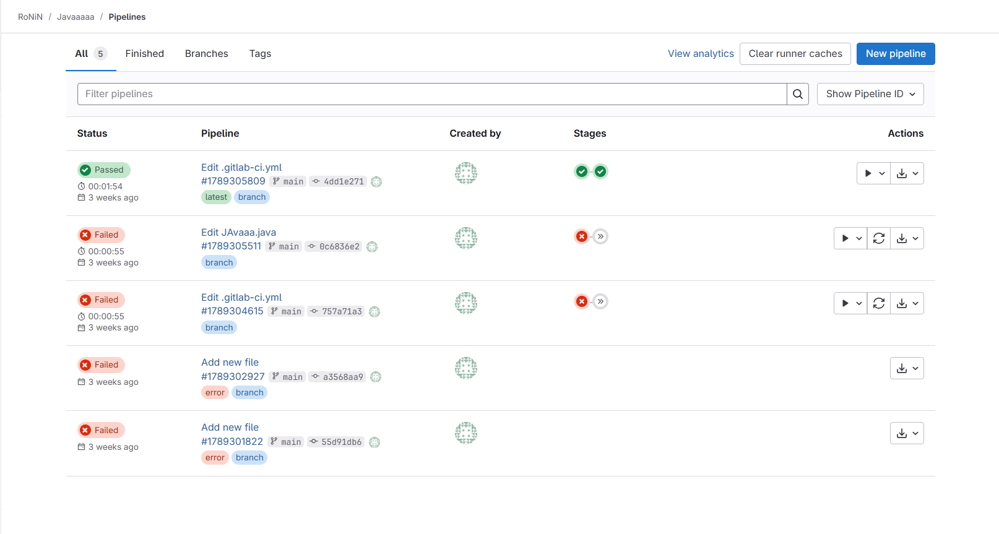 RoNiN / Javaaaaa / Pipelines
All 5 Finished Branches Tags View analytics Clear runner caches New pipeline
Filter pipelines Show Pipeline ID
Status Pipeline Created by Stages Actions
Passed Edit .gitlab-ci.yml
00:01:54 #1789305809 main 4dd1e271
3 weeks ago latest branch
Failed Edit JAvaaa.java
00:00:55 #1789305511 main 0c6836e2
3 weeks ago branch
Failed Edit .gitlab-ci.yml
00:00:55 #1789304615 main 757a71a3
3 weeks ago branch
Failed Add new file
3 weeks ago #1789302927 main a3568aa9
error branch
Failed Add new file
3 weeks ago #1789301822 main 55d91db6
error branch